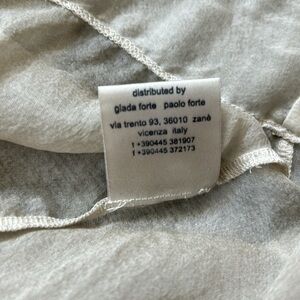 distributed by
giada forte paolo forte
via trento 93, 36010 zanè
vicenza italy
t +390445 381907
f +390445 372173